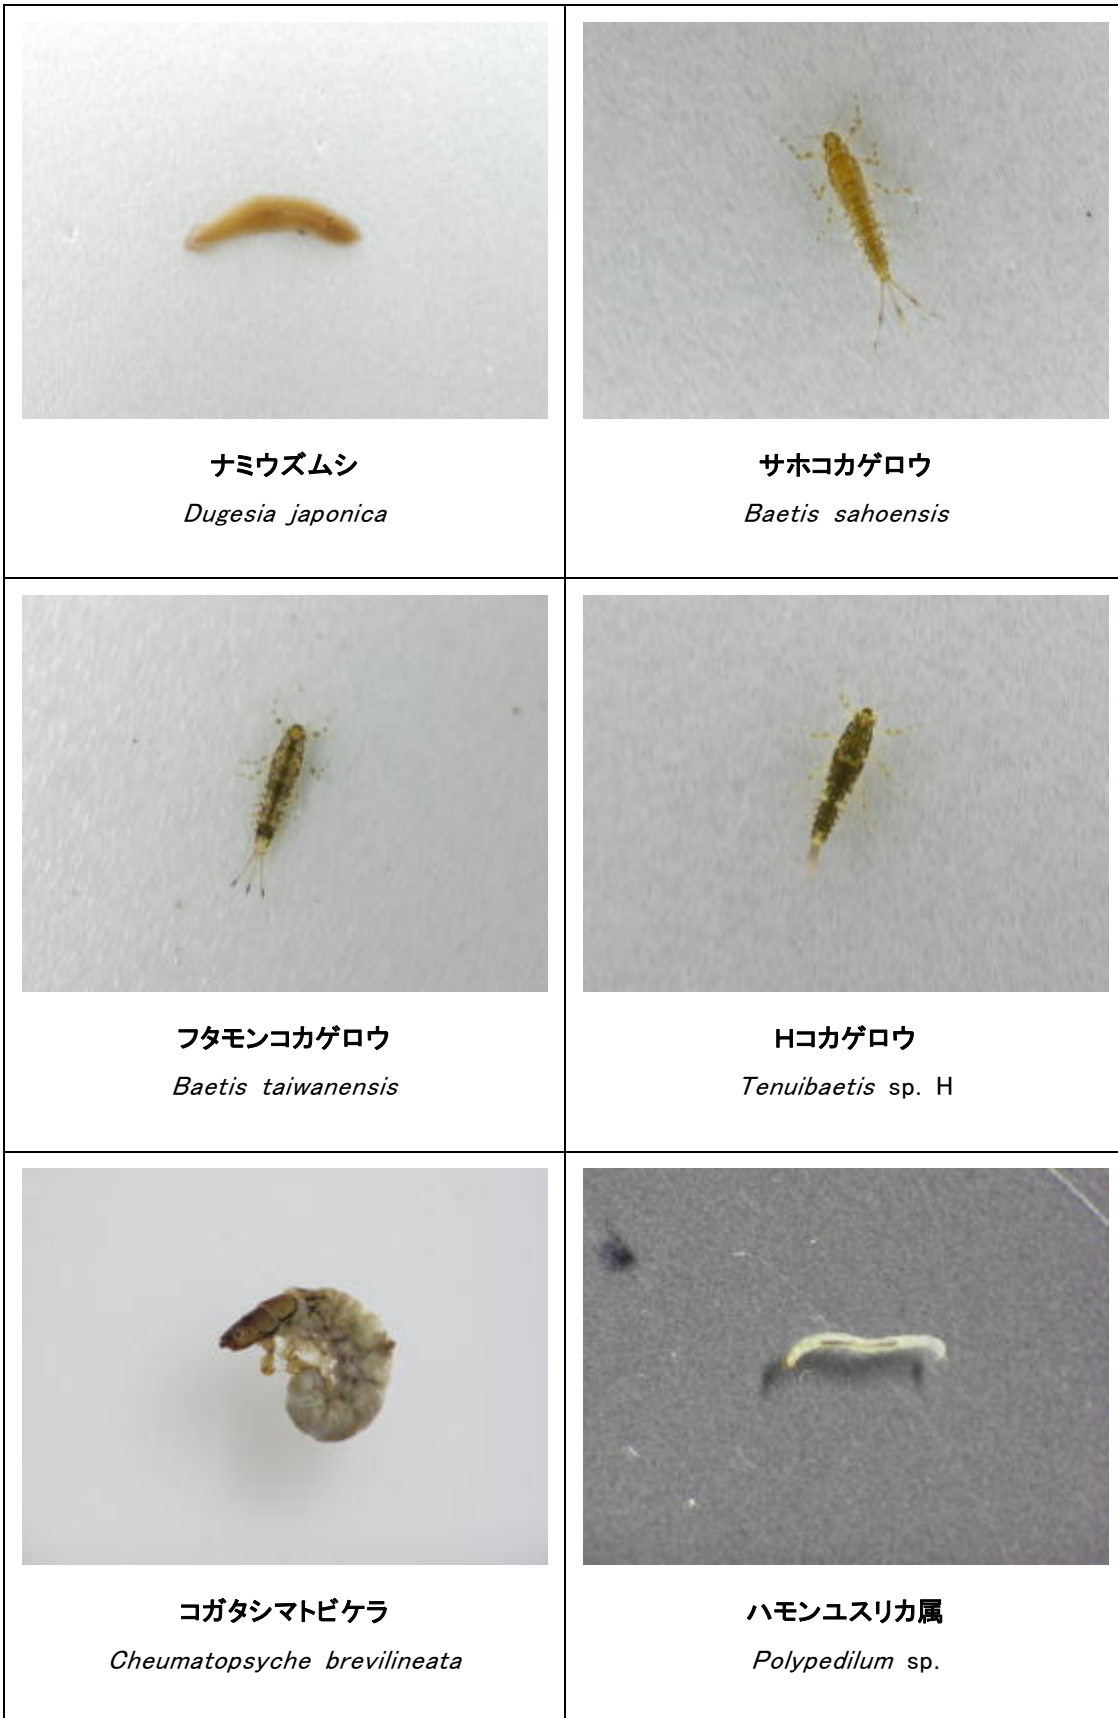 ナミウズムシ
Dugesia japonica
サホコカゲロウ
Baetis sahoensis
フタモンコカゲロウ
Baetis taiwanensis
Hコカゲロウ
Tenuibaetis sp. H
コガタシマトビケラ
Cheumatopsyche brevilineata
ハモンユスリカ属
Polypedilum sp.